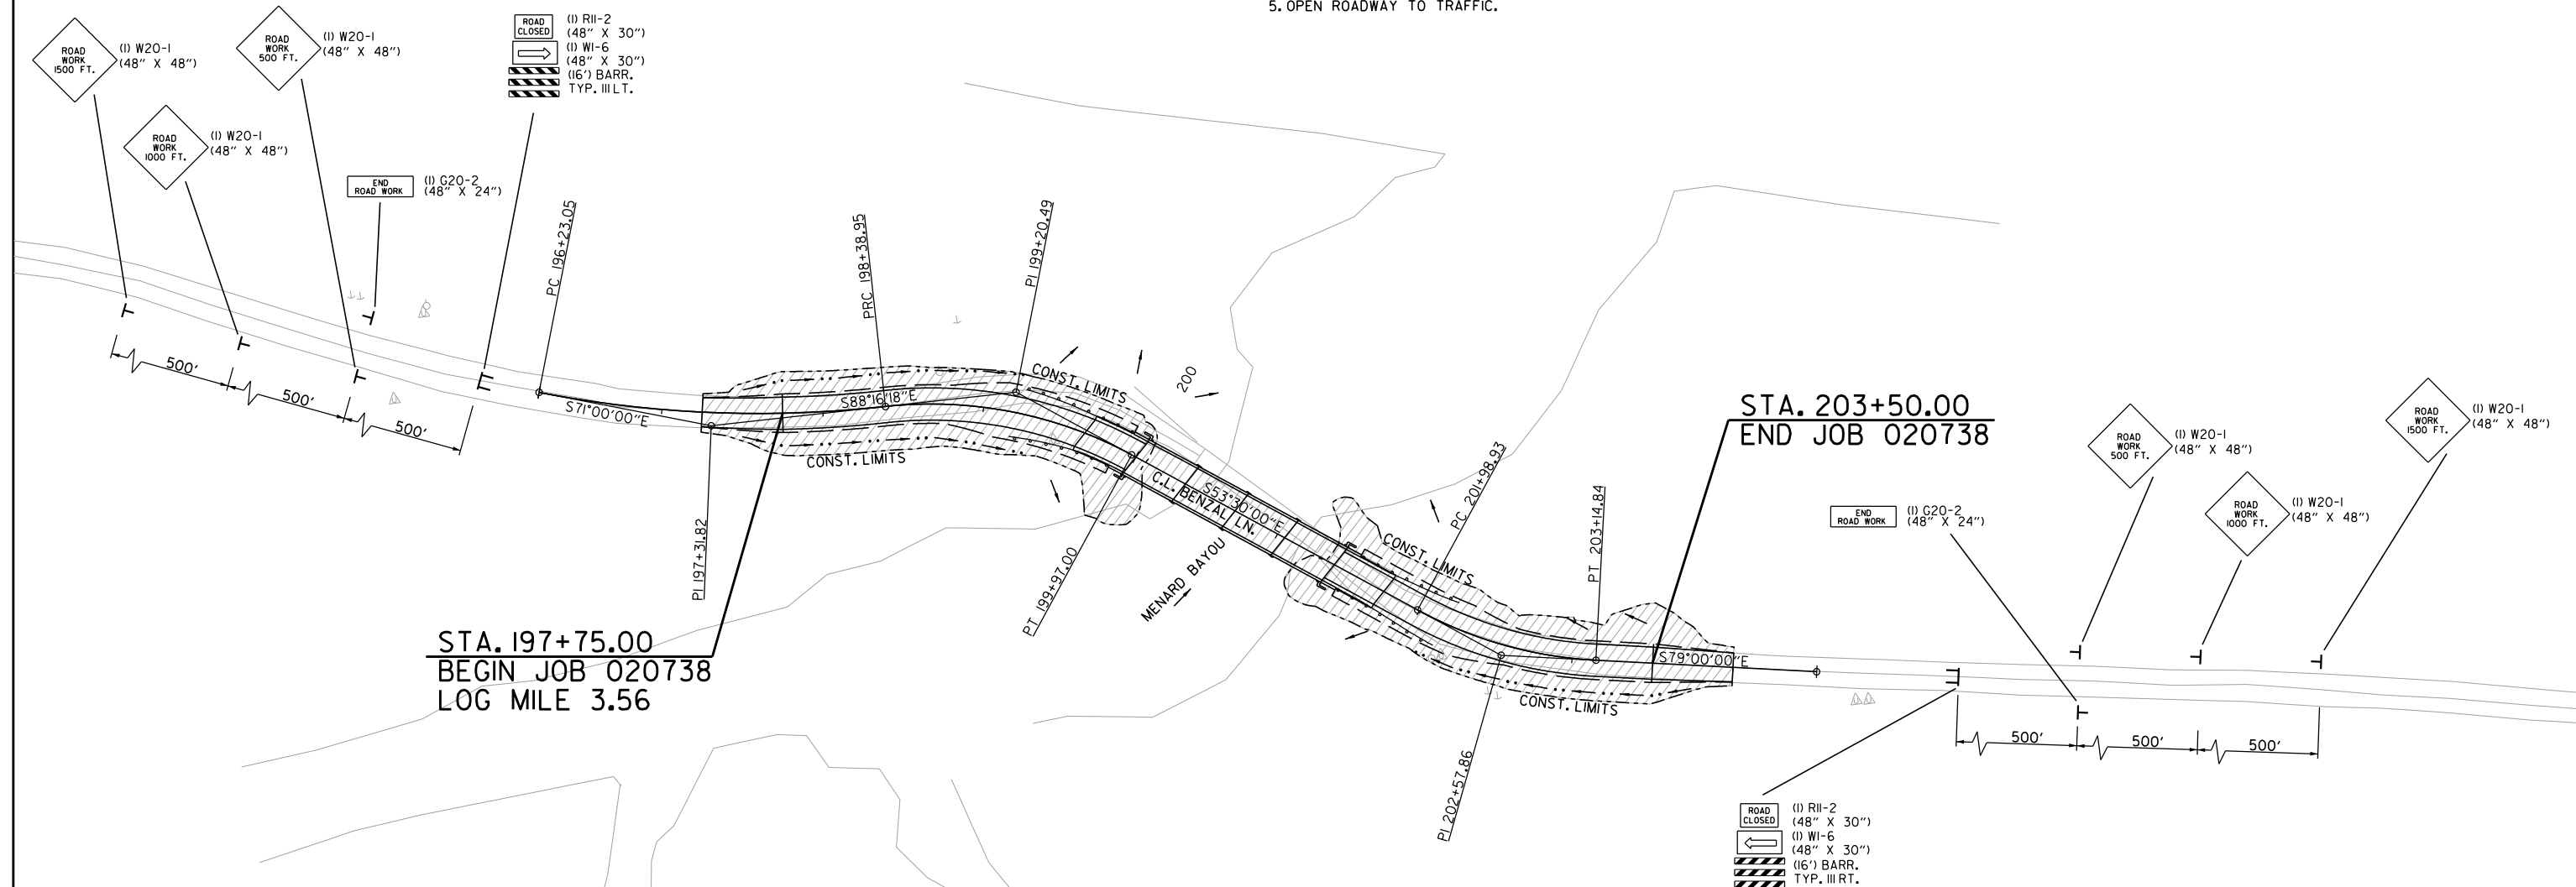 5. OPEN ROADWAY TO TRAFFIC.
ROAD
WORK
1500 FT.
(1) W20-1
(48" X 48")
ROAD
WORK
500 FT.
(1) W20-1
(48" X 48")
ROAD
CLOSED
(1) R11-2
(48" X 30")
(1) W1-6
(48" X 30")
(16') BARR.
TYP. III LT.
ROAD
WORK
1000 FT.
(1) W20-1
(48" X 48")
END
ROAD WORK
(1) G20-2
(48" X 24")
PC 196+23.05
PRC 198+38.95
PI 199+20.49
500'
500'
500'
S71°00'00"E
S88°16'18"E
CONST. LIMITS
200
CONST. LIMITS
C.L. BENZAL LN.
S53°30'00"E
MENARD BAYOU
PI 197+31.82
PT 199+97.00
PC 201+98.93
PT 203+14.84
CONST. LIMITS
STA. 203+50.00
END JOB 020738
S79°00'00"E
CONST. LIMITS
PI 202+57.86
STA. 197+75.00
BEGIN JOB 020738
LOG MILE 3.56
END
ROAD WORK
(1) G20-2
(48" X 24")
ROAD
WORK
500 FT.
(1) W20-1
(48" X 48")
ROAD
WORK
1000 FT.
(1) W20-1
(48" X 48")
ROAD
WORK
1500 FT.
(1) W20-1
(48" X 48")
500'
500'
500'
ROAD
CLOSED
(1) R11-2
(48" X 30")
(1) W1-6
(48" X 30")
(16') BARR.
TYP. III RT.